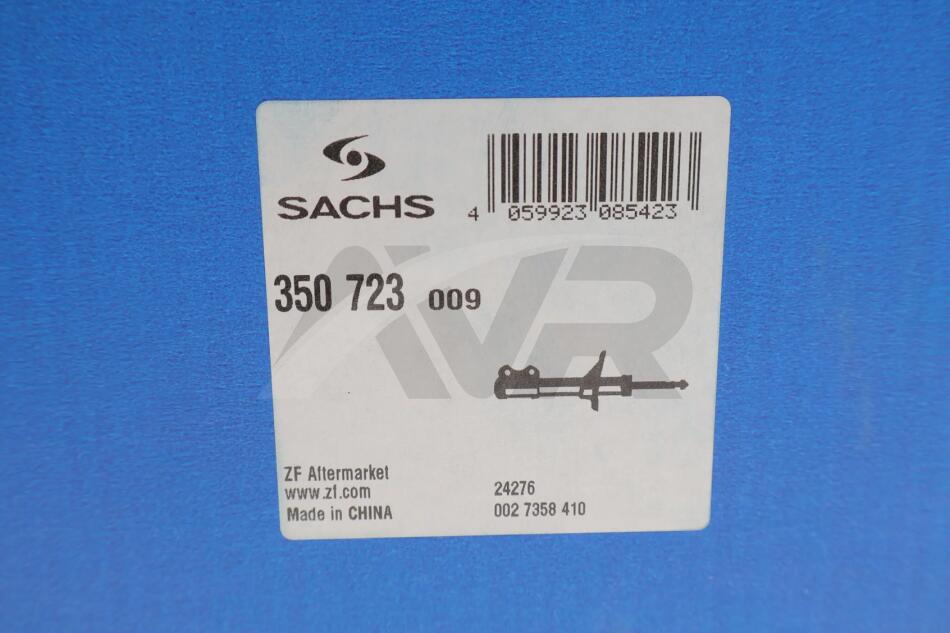 SACHS
4 059923 085423
350 723 009
AVR
ZF Aftermarket
www.zf.com
Made in CHINA
24276
002 7358 410